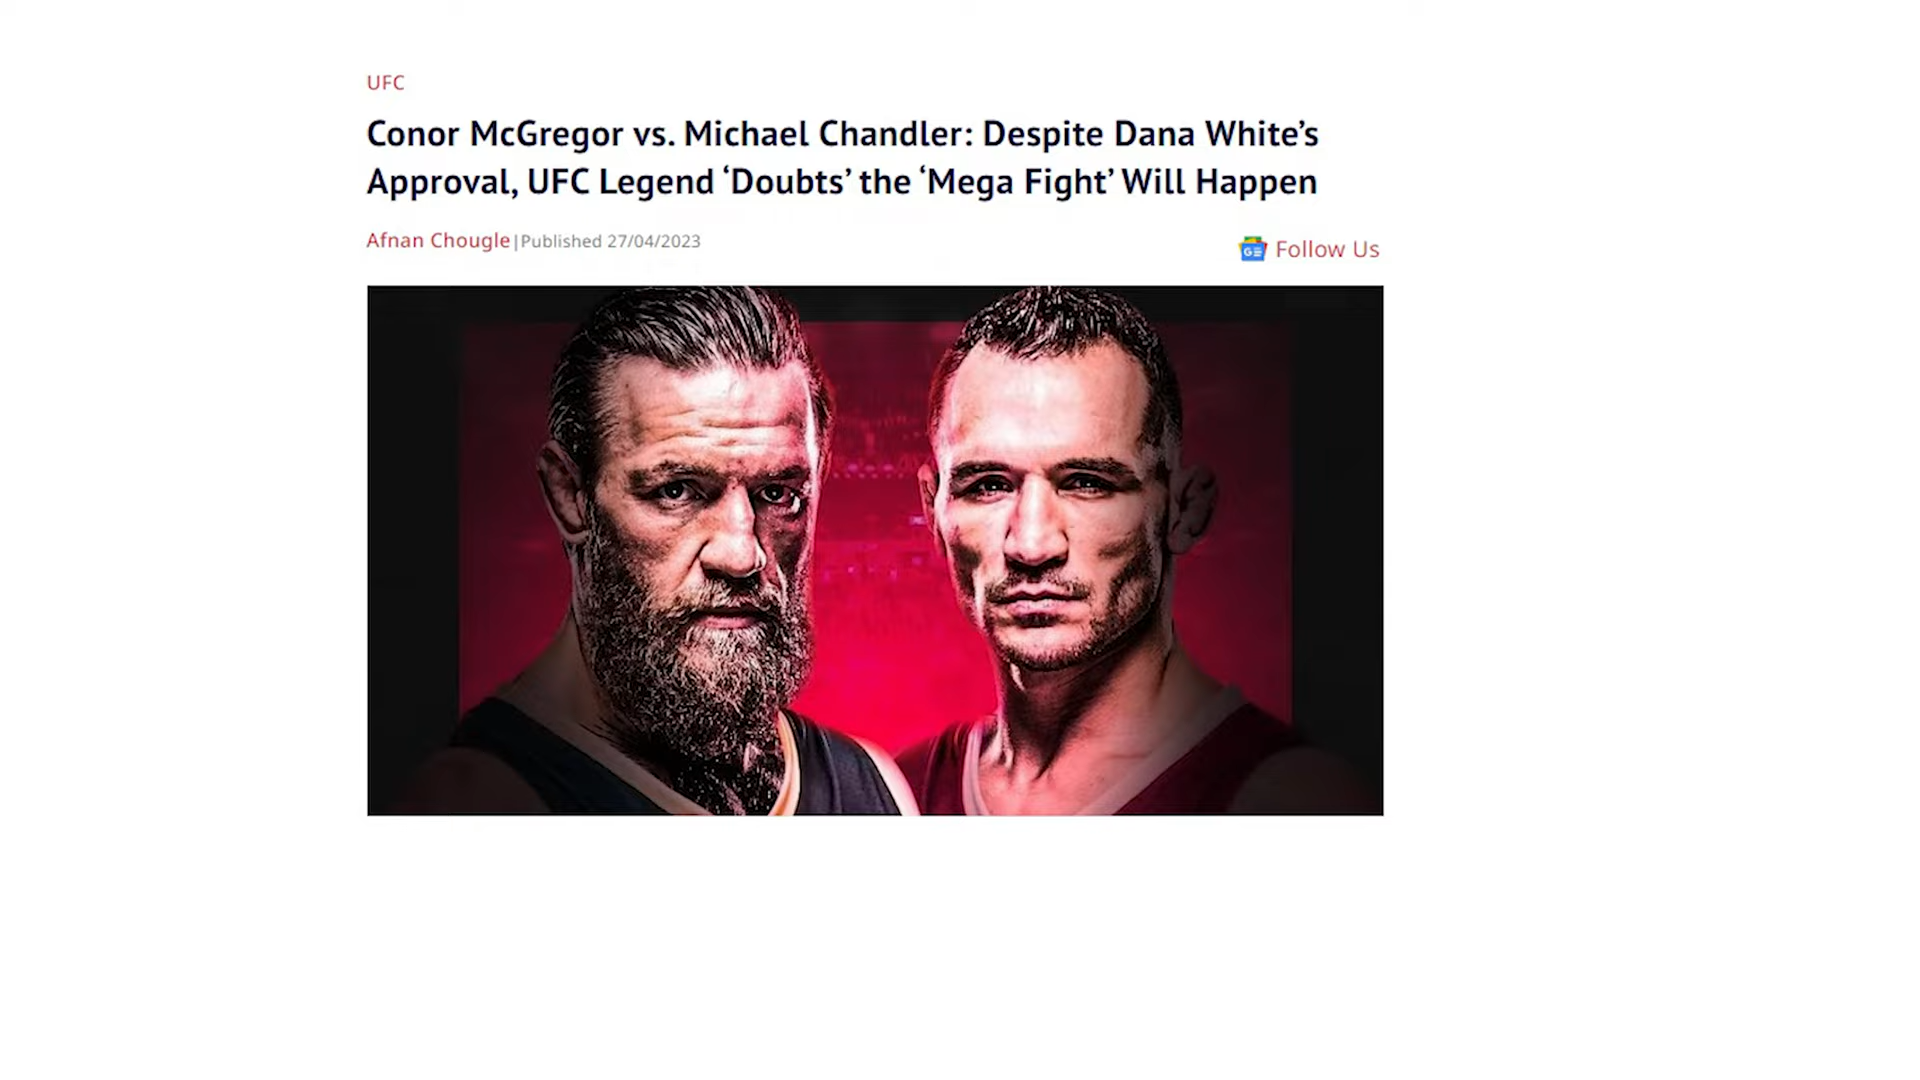 UFC
Conor McGregor vs. Michael Chandler: Despite Dana White’s
Approval, UFC Legend ‘Doubts’ the ‘Mega Fight’ Will Happen
Afnan Chougle|Published 27/04/2023
GE Follow Us